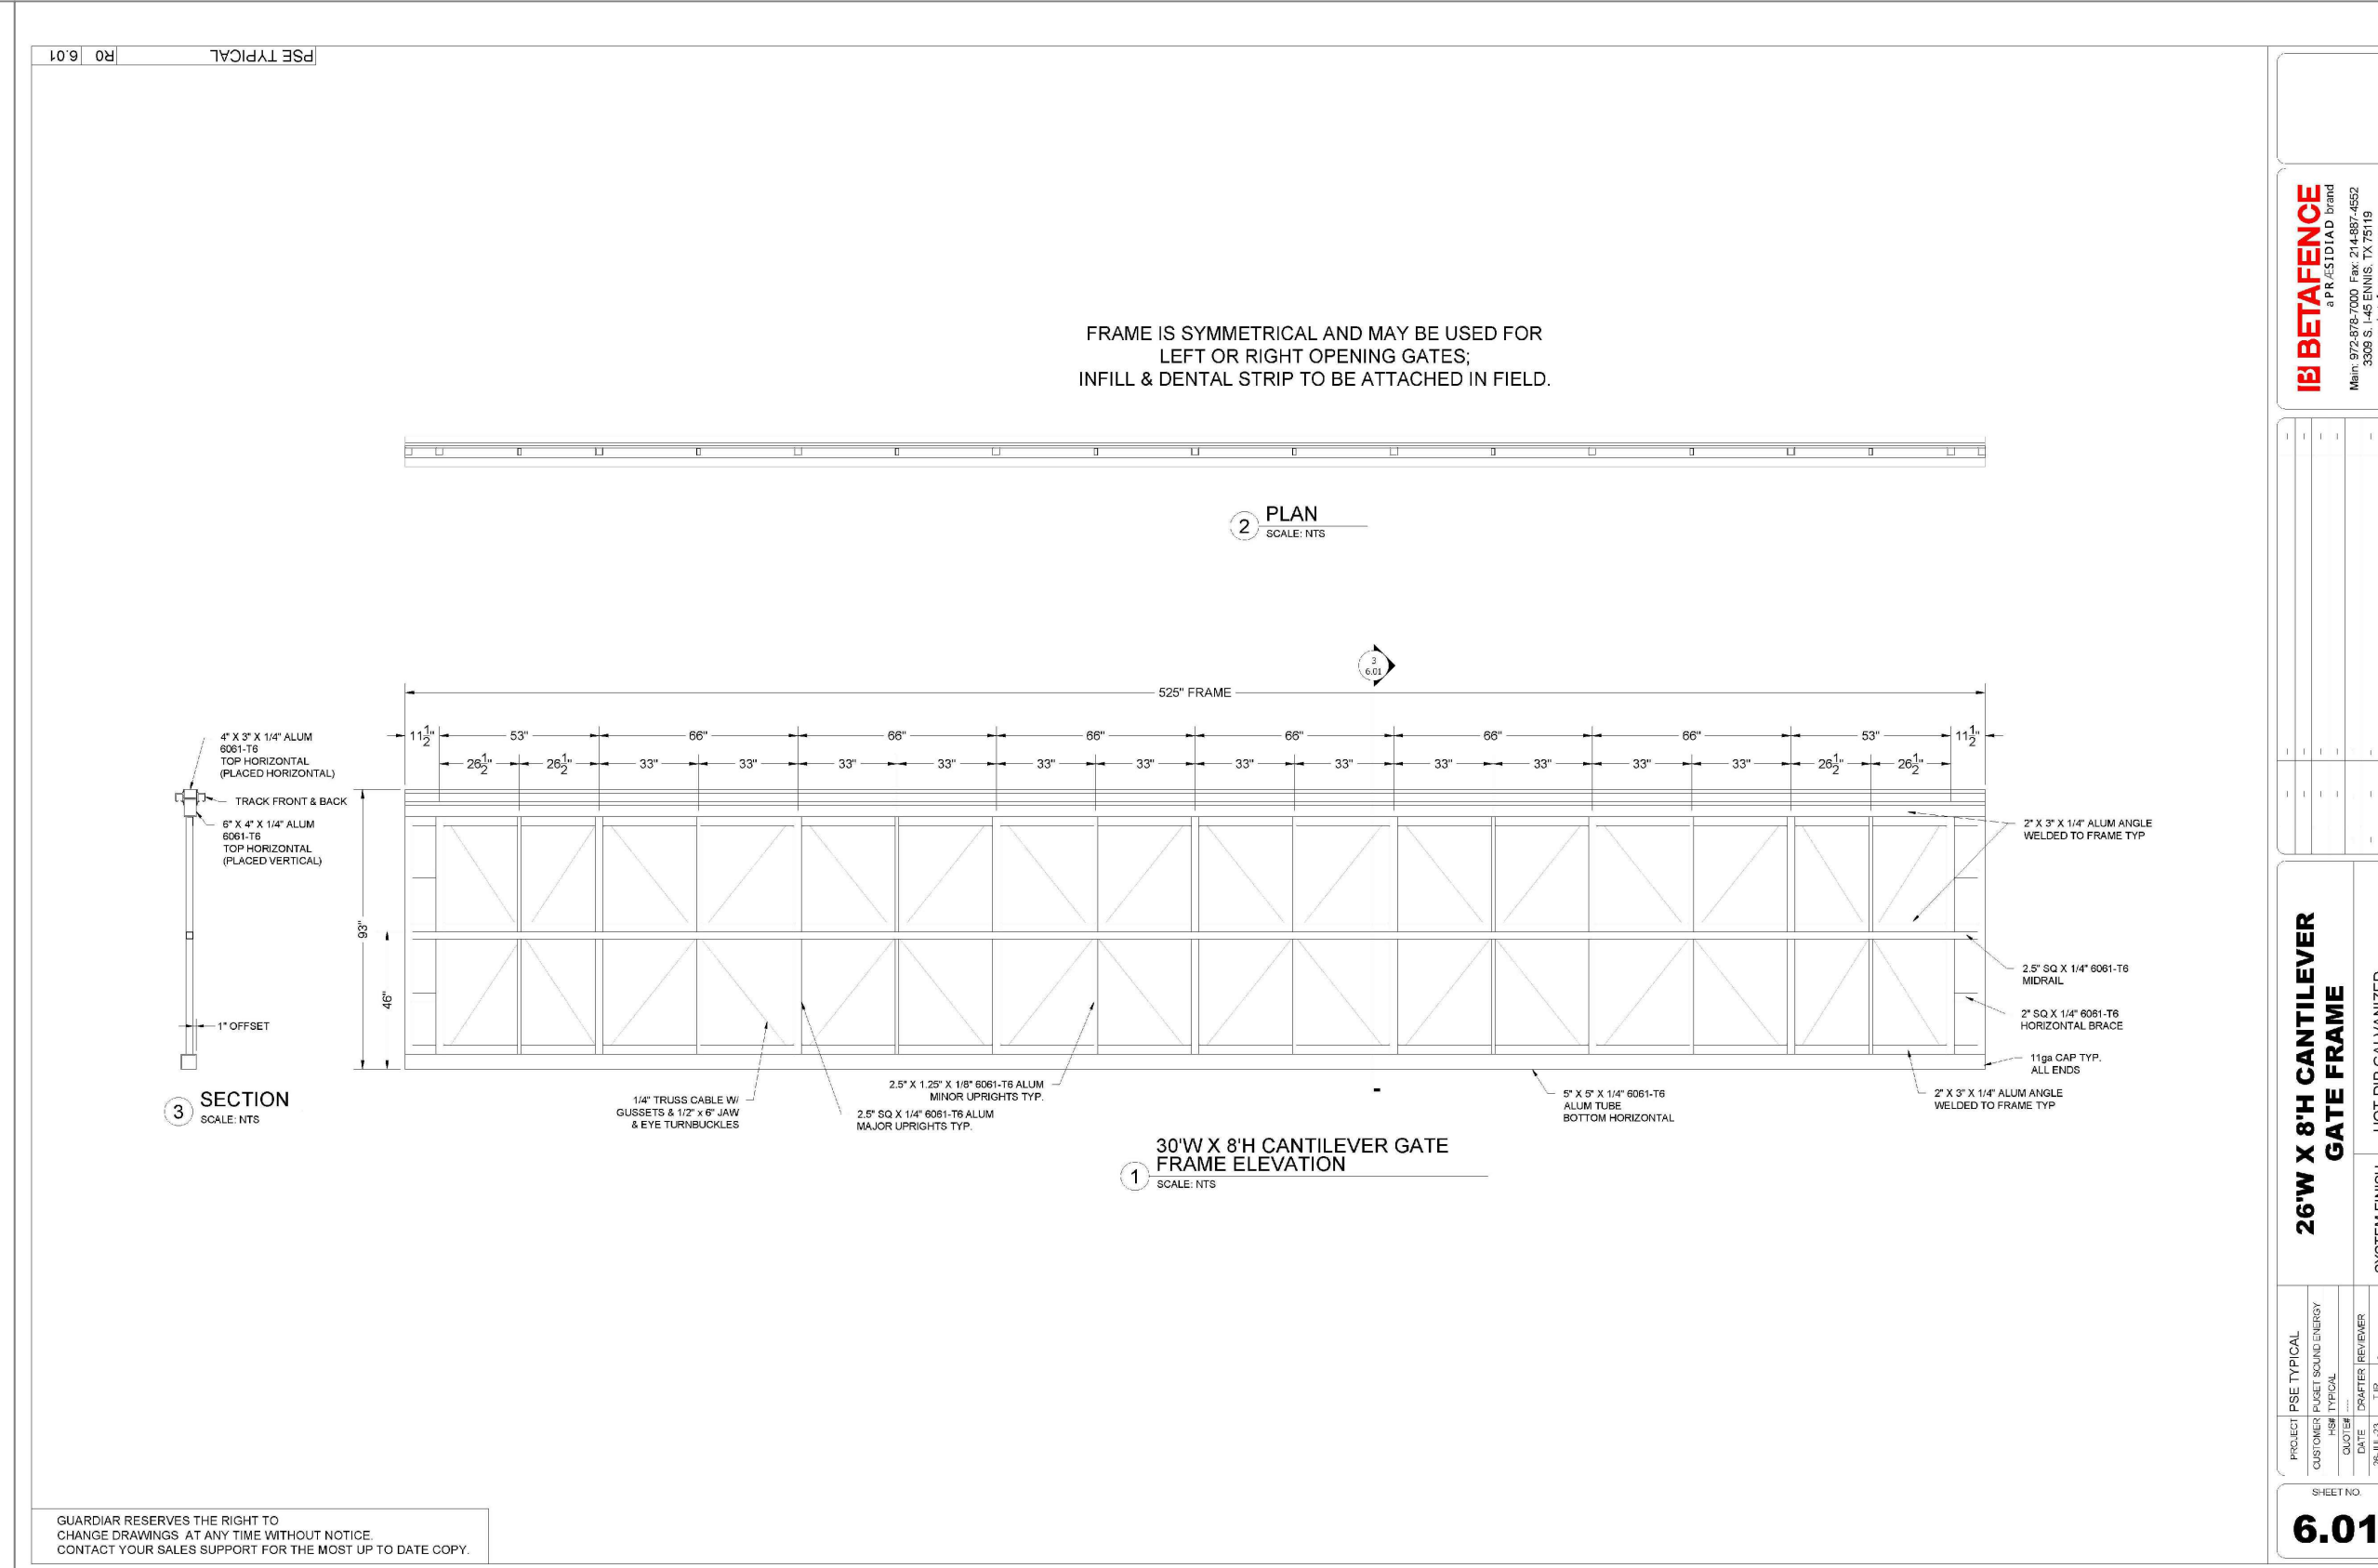 PSE TYPICAL R0 6.01
FRAME IS SYMMETRICAL AND MAY BE USED FOR
LEFT OR RIGHT OPENING GATES;
INFILL & DENTAL STRIP TO BE ATTACHED IN FIELD.
2 PLAN
SCALE: NTS
3
6.01
525" FRAME
11 1/2" 53" 66" 66" 66" 66" 66" 66" 53" 11 1/2"
26 1/2" 26 1/2" 33" 33" 33" 33" 33" 33" 33" 33" 33" 33" 33" 33" 26 1/2" 26 1/2"
4" X 3" X 1/4" ALUM
6061-T6
TOP HORIZONTAL
(PLACED HORIZONTAL)
TRACK FRONT & BACK
6" X 4" X 1/4" ALUM
6061-T6
TOP HORIZONTAL
(PLACED VERTICAL)
1" OFFSET
3 SECTION
SCALE: NTS
93"
46"
2" X 3" X 1/4" ALUM ANGLE
WELDED TO FRAME TYP
2.5" SQ X 1/4" 6061-T6
MIDRAIL
2" SQ X 1/4" 6061-T6
HORIZONTAL BRACE
11ga CAP TYP.
ALL ENDS
2" X 3" X 1/4" ALUM ANGLE
WELDED TO FRAME TYP
5" X 5" X 1/4" 6061-T6
ALUM TUBE
BOTTOM HORIZONTAL
2.5" X 1.25" X 1/8" 6061-T6 ALUM
MINOR UPRIGHTS TYP.
2.5" SQ X 1/4" 6061-T6 ALUM
MAJOR UPRIGHTS TYP.
1/4" TRUSS CABLE W/
GUSSETS & 1/2" x 6" JAW
& EYE TURNBUCKLES
1 30'W X 8'H CANTILEVER GATE
FRAME ELEVATION
SCALE: NTS
GUARDIAR RESERVES THE RIGHT TO
CHANGE DRAWINGS AT ANY TIME WITHOUT NOTICE.
CONTACT YOUR SALES SUPPORT FOR THE MOST UP TO DATE COPY.
BETAFENCE
a PRÆSIDIAD brand
Main: 972-878-7000 Fax: 214-887-4552
3309 S. I-45 ENNIS, TX 75119
26'W X 8'H CANTILEVER
GATE FRAME
PROJECT PSE TYPICAL
CUSTOMER PUGET SOUND ENERGY
HS# TYPICAL
QUOTE# ----
DATE DRAFTER REVIEWER
SHEET NO.
6.01